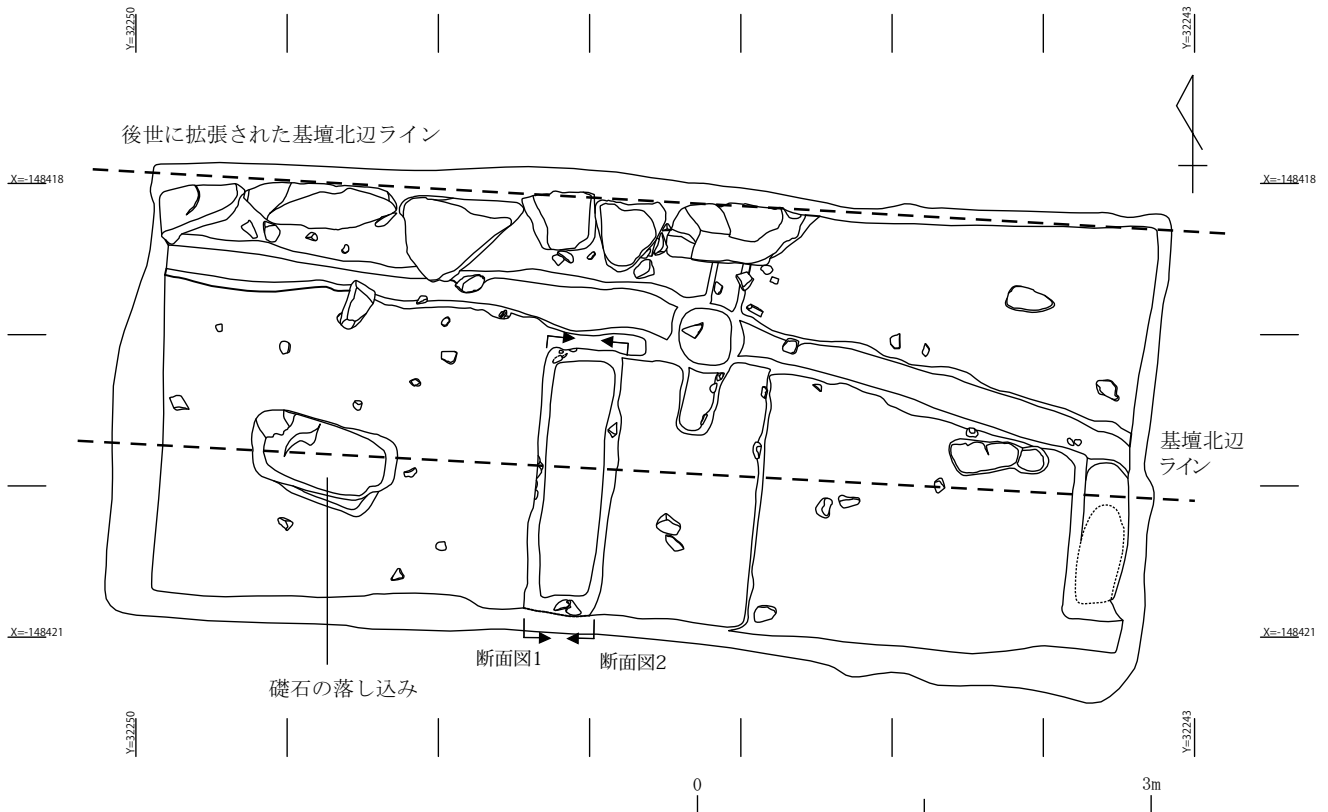 Y=32250
Y=32243
後世に拡張された基壇北辺ライン
X=-148418
X=-148418
基壇北辺
ライン
X=-148421
X=-148421
断面図1
断面図2
礎石の落し込み
Y=32250
Y=32243
0
3m